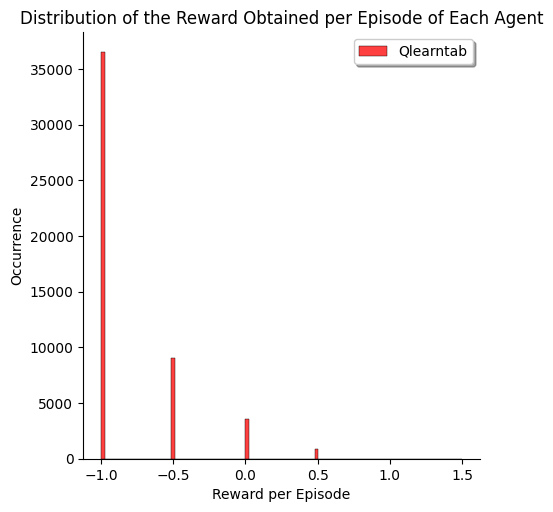 Distribution of the Reward Obtained per Episode of Each Agent
Qlearntab
35000
30000
25000
20000
15000
10000
5000
0
Occurrence
−1.0 −0.5 0.0 0.5 1.0 1.5
Reward per Episode